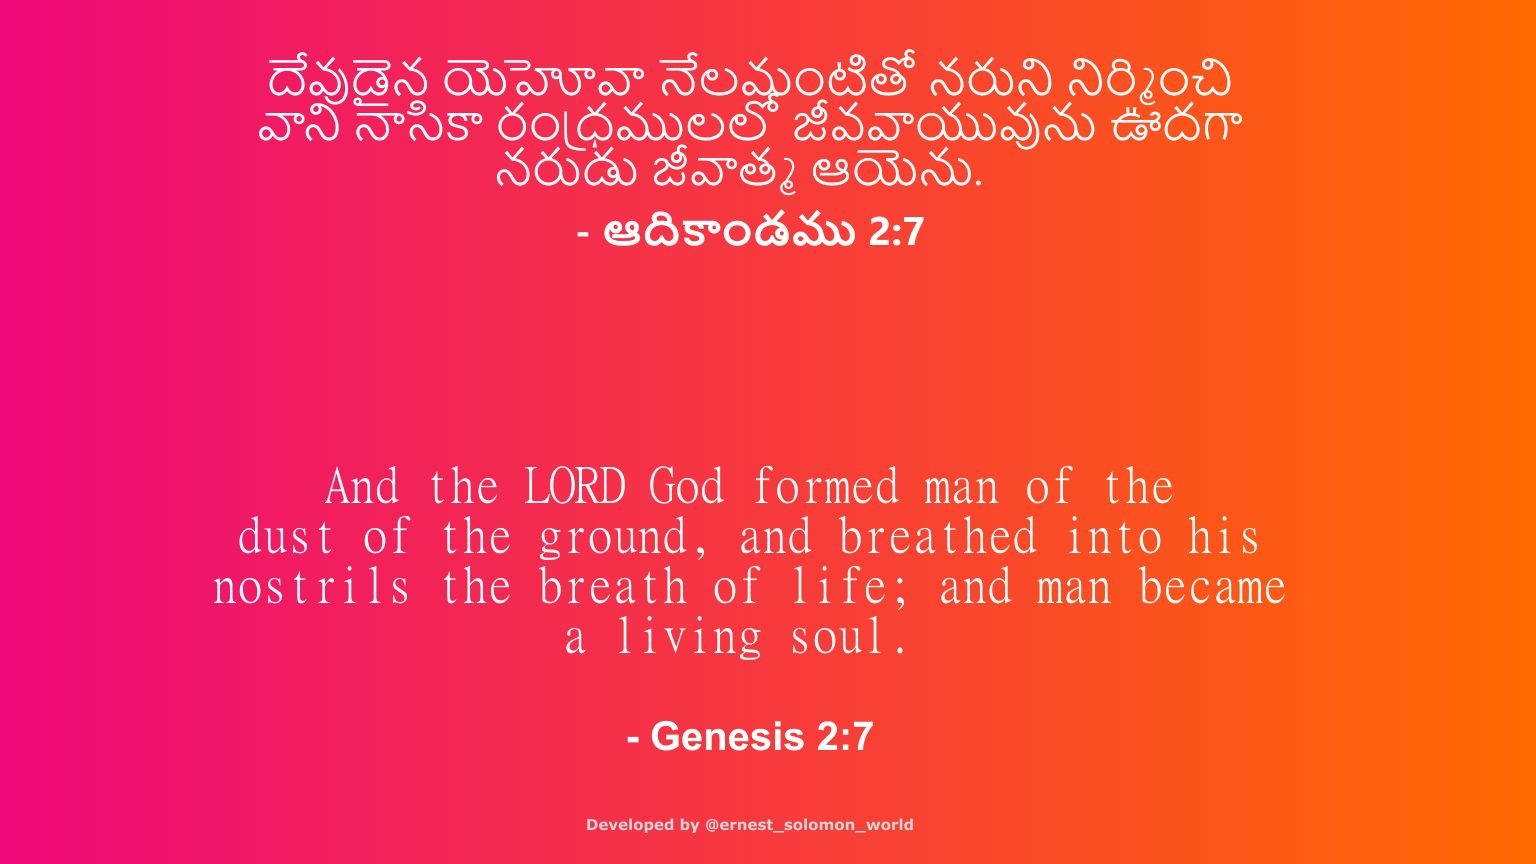 దేవుడైన యెహోవా నేలమంటితో నరుని నిర్మించి
వాని నాసికా రంధ్రములలో జీవవాయువును ఊదగా
నరుడు జీవాత్మ ఆయెను.
- ఆదికాండము 2:7
And the LORD God formed man of the
dust of the ground, and breathed into his
nostrils the breath of life; and man became
a living soul.
- Genesis 2:7
Developed by @ernest_solomon_world